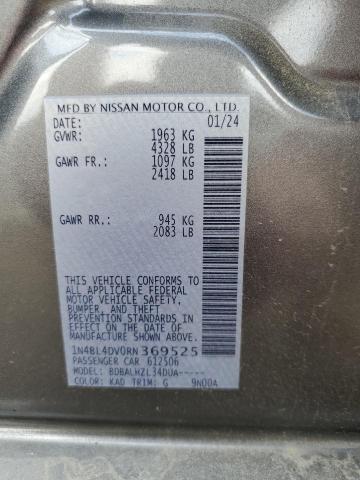 MFD BY NISSAN MOTOR CO., LTD.
DATE: 01/24
GVWR: 1963 KG
4328 LB
GAWR FR.: 1097 KG
2418 LB
GAWR RR.: 945 KG
2083 LB
THIS VEHICLE CONFORMS TO
ALL APPLICABLE FEDERAL
MOTOR VEHICLE SAFETY,
BUMPER, AND THEFT
PREVENTION STANDARDS
IN EFFECT ON THE DATE
OF MANUFACTURE
SHOWN ABOVE.
1N4BL4DV0RN369525
PASSENGER CAR 612506
MODEL: BDBALHZL34DUA-----
COLOR: KAD TRIM: G 9N00A